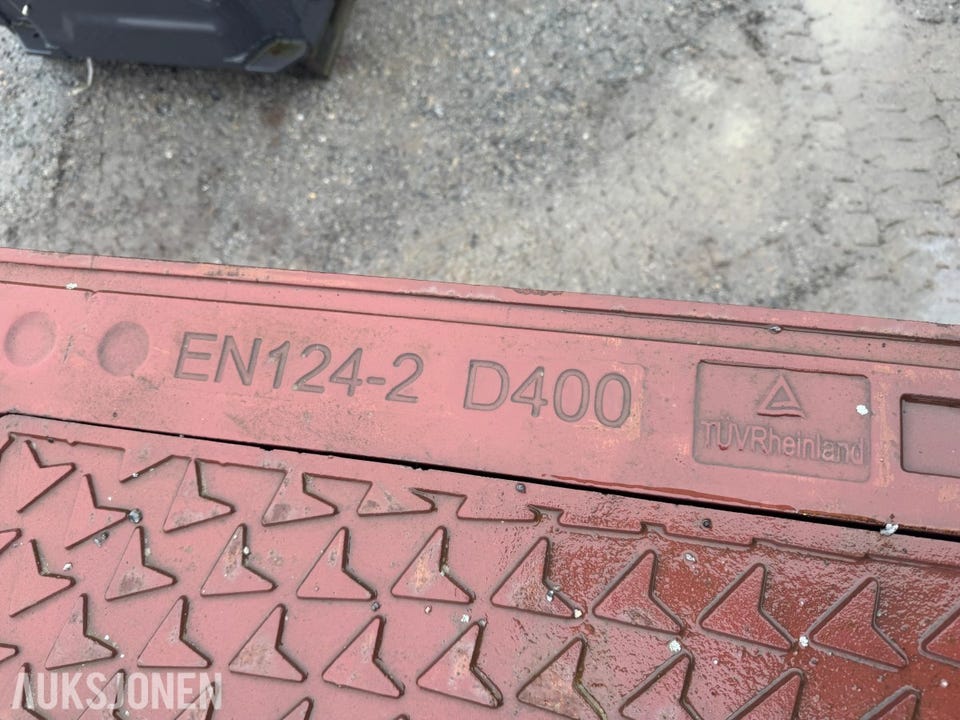 EN124-2 D400
TÜVRheinland
AUKSJONEN